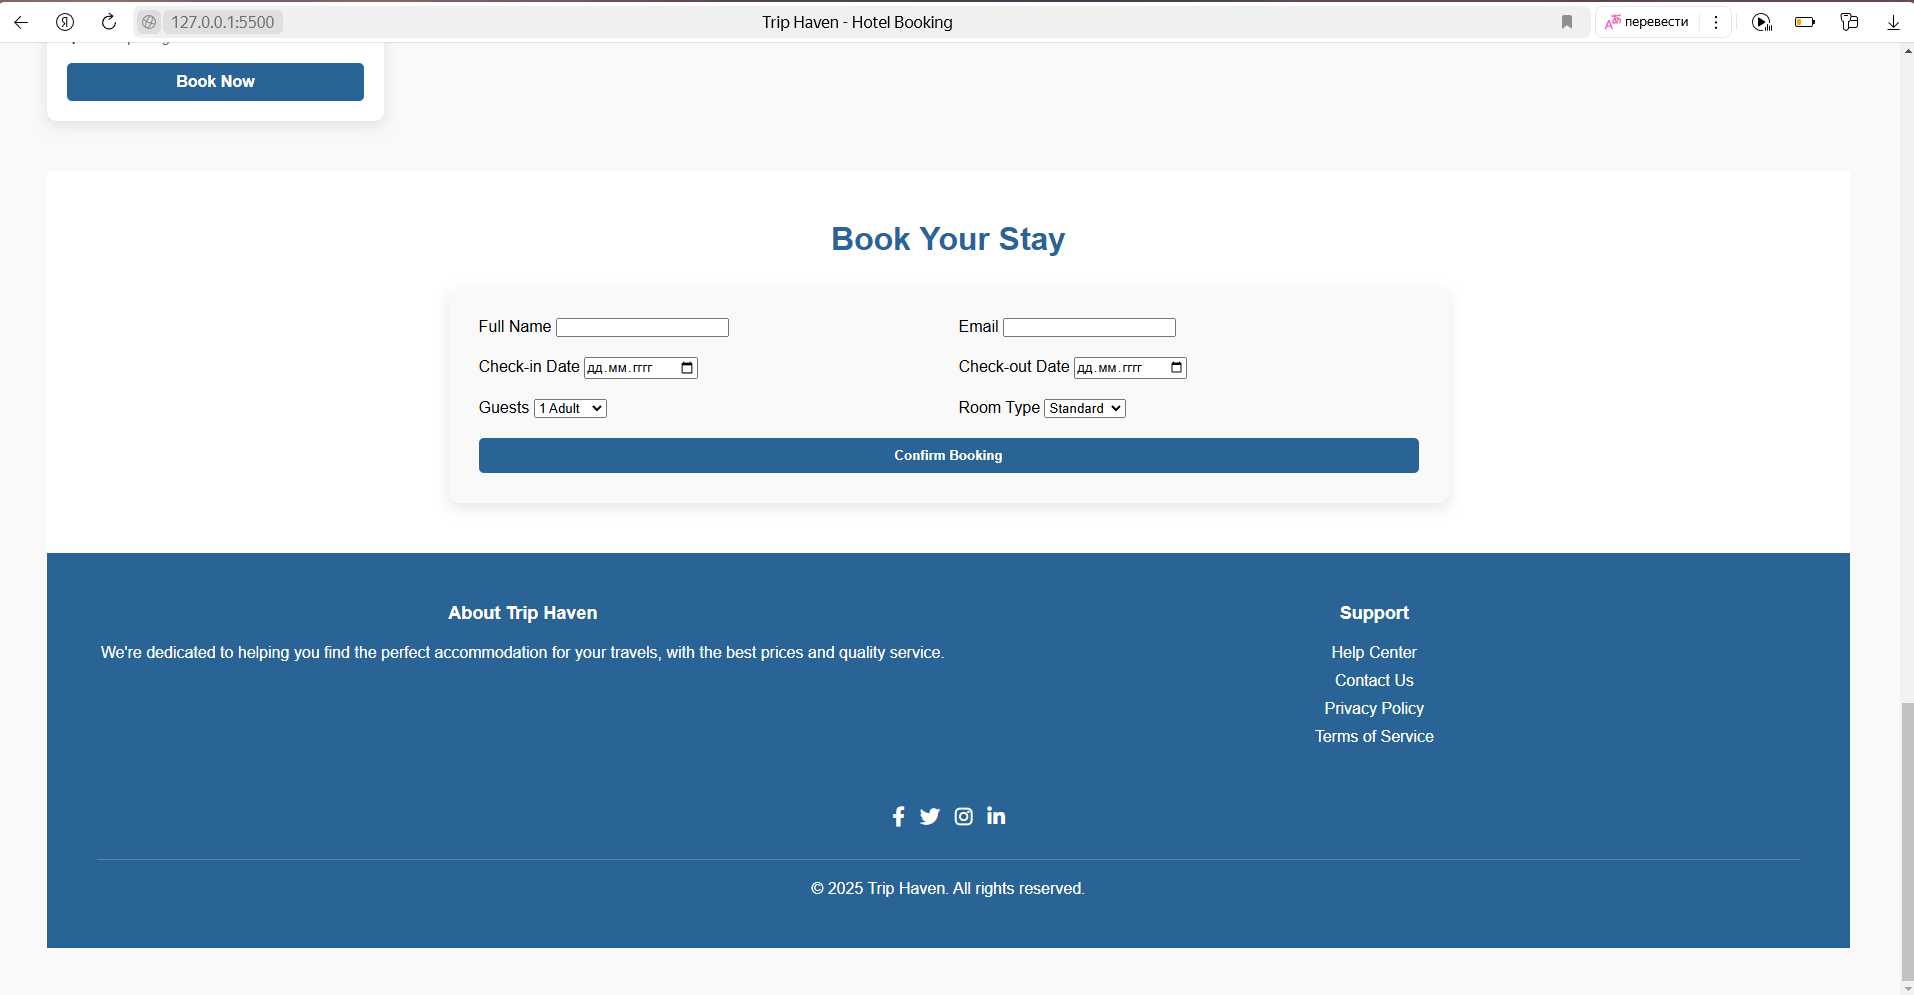 127.0.0.1:5500
Trip Haven - Hotel Booking
перевести
Book Now
Book Your Stay
Full Name
Email
Check-in Date дд.мм.гггг
Check-out Date дд.мм.гггг
Guests 1 Adult
Room Type Standard
Confirm Booking
About Trip Haven
We're dedicated to helping you find the perfect accommodation for your travels, with the best prices and quality service.
Support
Help Center
Contact Us
Privacy Policy
Terms of Service
© 2025 Trip Haven. All rights reserved.